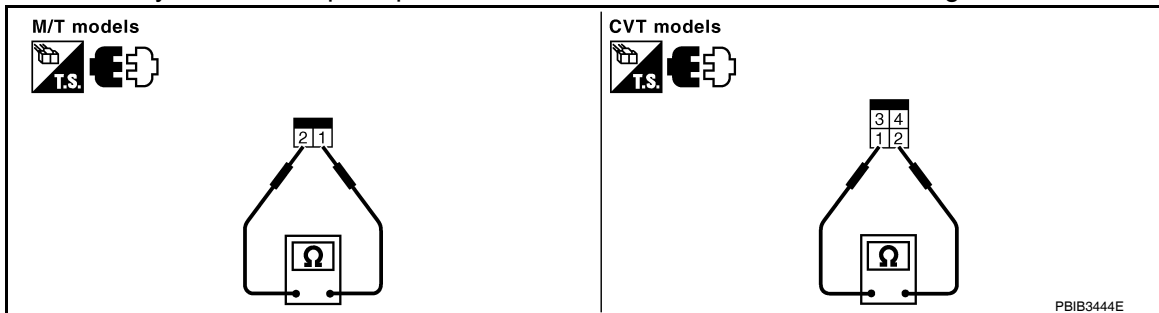 M/T models
T.S.
2 1
Ω
CVT models
T.S.
3 4
1 2
Ω
PBIB3444E